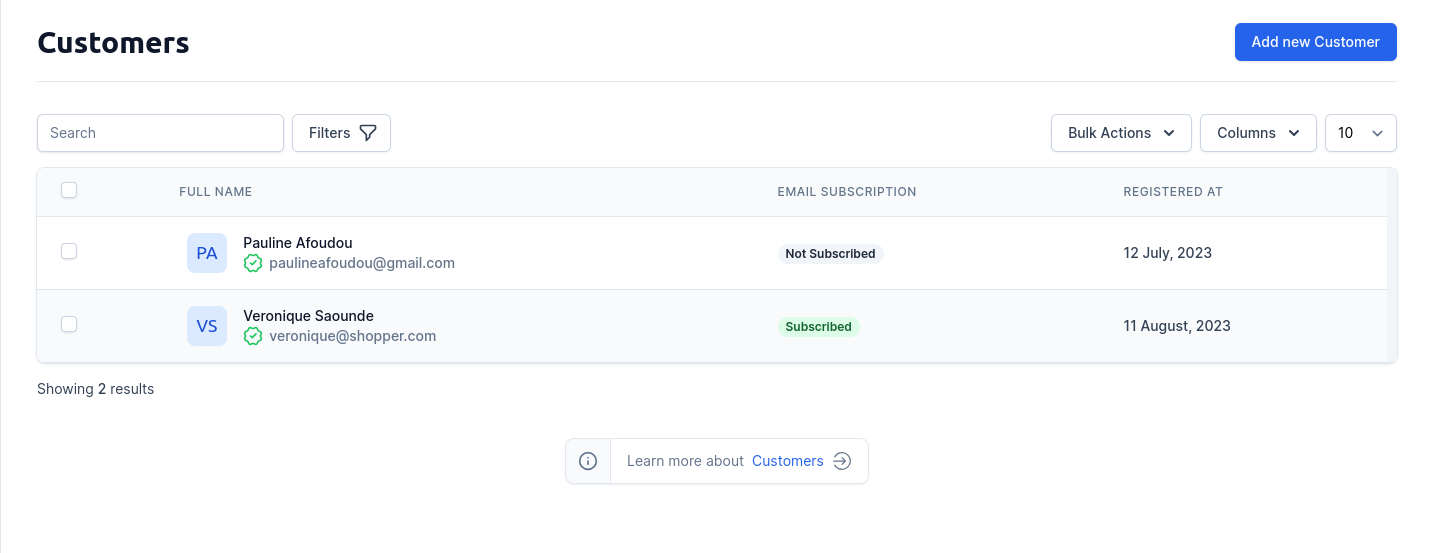 Customers
Add new Customer
Search
Filters
Bulk Actions
Columns
10
FULL NAME
EMAIL SUBSCRIPTION
REGISTERED AT
PA
Pauline Afoudou
paulineafoudou@gmail.com
Not Subscribed
12 July, 2023
VS
Veronique Saounde
veronique@shopper.com
Subscribed
11 August, 2023
Showing 2 results
Learn more about Customers